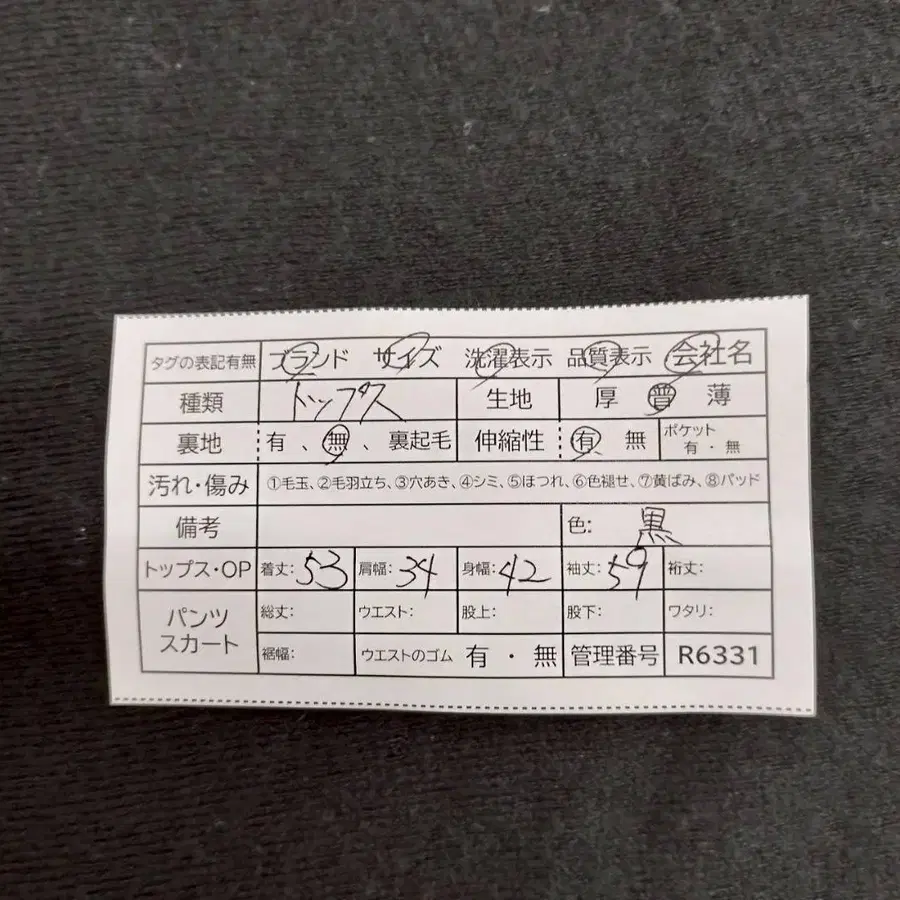 タグの表記有無 ブランド サイズ 洗濯表示 品質表示 会社名
種類 トップス 生地 厚 普 薄
裏地 有 、無 、裏起毛 伸縮性 有 無 ポケット 有・無
汚れ・傷み ①毛玉、②毛羽立ち、③穴あき、④シミ、⑤ほつれ、⑥色褪せ、⑦黄ばみ、⑧パッド
備考 色: 黒
トップス・OP 着丈: 53 肩幅: 34 身幅: 42 袖丈: 59 裄丈:
パンツ スカート 総丈: ウエスト: 股上: 股下: ワタリ:
裾幅: ウエストのゴム 有 ・ 無 管理番号 R6331